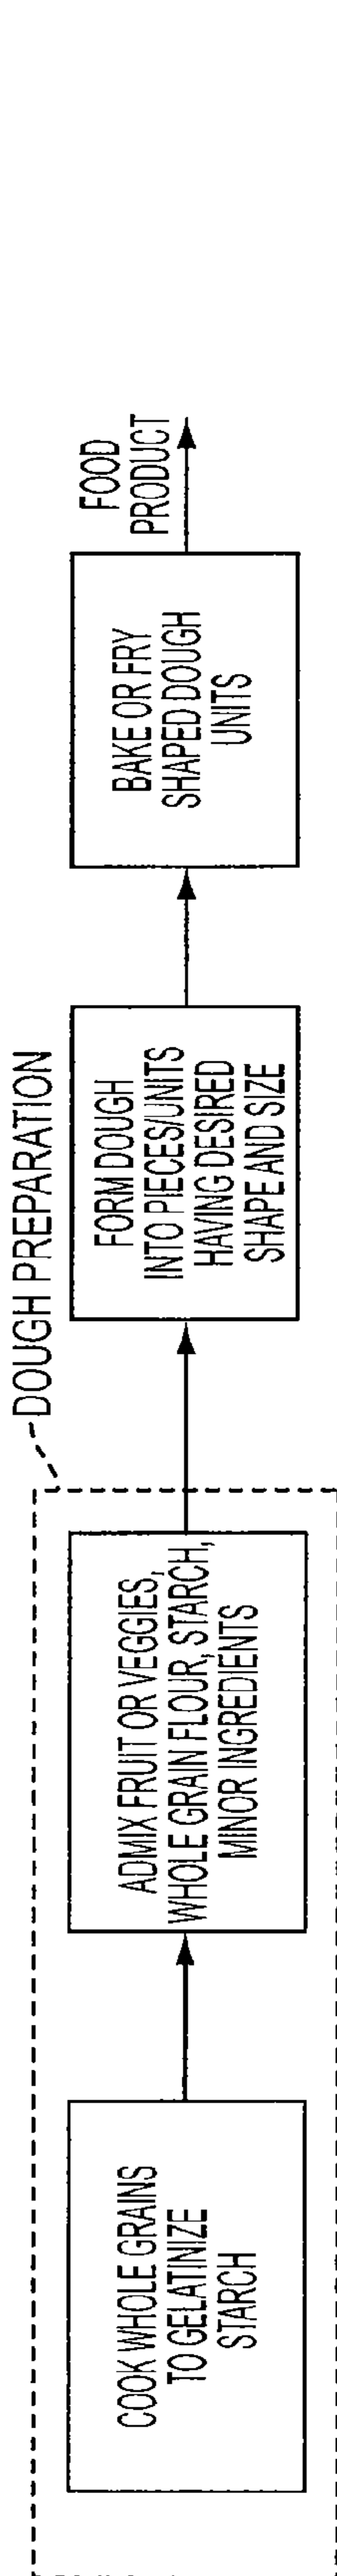 DOUGH PREPARATION
COOK WHOLE GRAINS
TO GELATINIZE
STARCH
ADMIX FRUIT OR VEGGIES,
WHOLE GRAIN FLOUR, STARCH,
MINOR INGREDIENTS
FORM DOUGH
INTO PIECES/UNITS
HAVING DESIRED
SHAPE AND SIZE
BAKE OR FRY
SHAPED DOUGH
UNITS
FOOD
PRODUCT